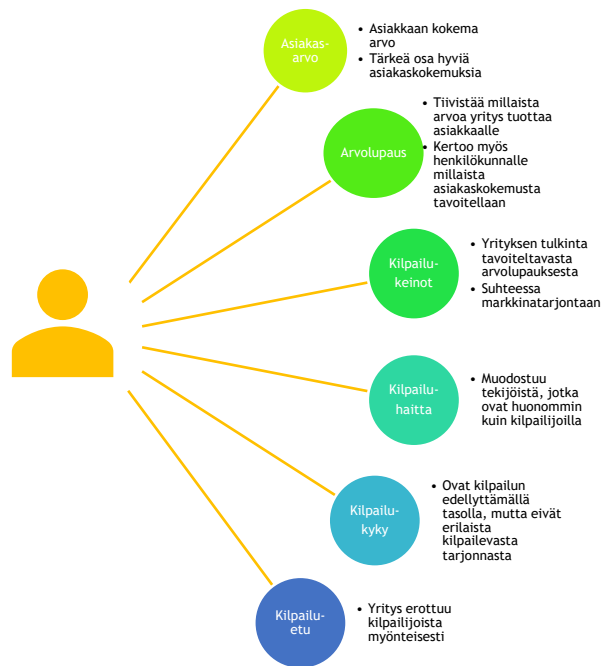 Asiakas-
arvo
• Asiakkaan kokema
arvo
• Tärkeä osa hyviä
asiakaskokemuksia
Arvolupaus
• Tiivistää millaista
arvoa yritys tuottaa
asiakkaalle
• Kertoo myös
henkilökunnalle
millaista
asiakaskokemusta
tavoitellaan
Kilpailu-
keinot
• Yrityksen tulkinta
tavoiteltavasta
arvolupauksesta
• Suhteessa
markkinatarjontaan
Kilpailu-
haitta
• Muodostuu
tekijöistä, jotka
ovat huonommin
kuin kilpailijoilla
Kilpailu-
kyky
• Ovat kilpailun
edellyttämällä
tasolla, mutta eivät
erilaista
kilpailevasta
tarjonnasta
Kilpailu-
etu
• Yritys erottuu
kilpailijoista
myönteisesti